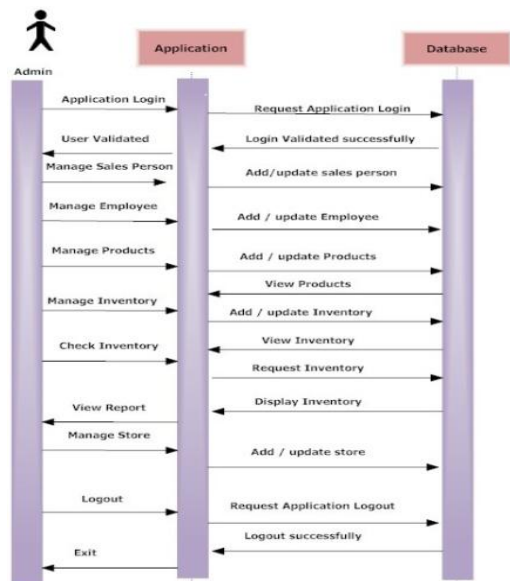 Application
Database
Admin
Application Login
Request Application Login
User Validated
Login Validated successfully
Manage Sales Person
Add/update sales person
Manage Employee
Add / update Employee
Manage Products
Add / update Products
View Products
Manage Inventory
Add / update Inventory
View Inventory
Check Inventory
Request Inventory
Display Inventory
View Report
Manage Store
Add / update store
Logout
Request Application Logout
Logout successfully
Exit